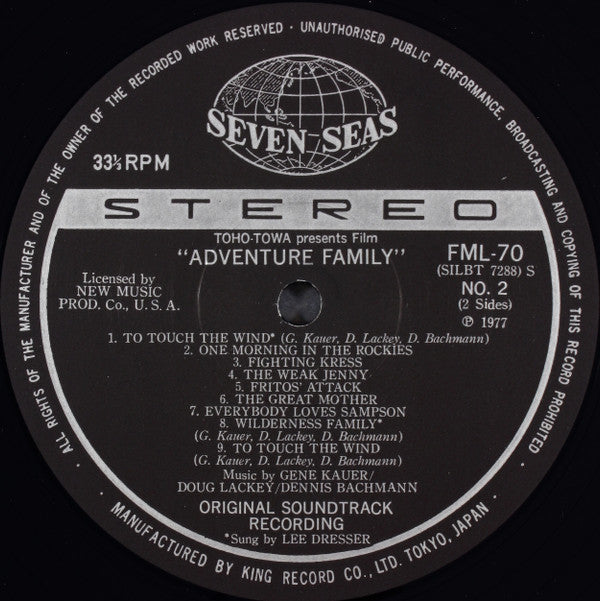 ALL RIGHTS OF THE MANUFACTURER AND OF THE OWNER OF THE RECORDED WORK RESERVED · UNAUTHORISED PUBLIC PERFORMANCE, BROADCASTING AND COPYING OF THIS RECORD PROHIBITED
SEVEN SEAS
33⅓ RPM
STEREO
TOHO-TOWA presents Film
"ADVENTURE FAMILY"
Licensed by
NEW MUSIC
PROD. Co., U. S. A.
FML-70
(SILBT 7288) S
NO. 2
(2 Sides)
℗ 1977
1. TO TOUCH THE WIND* (G. Kauer, D. Lackey, D. Bachmann)
2. ONE MORNING IN THE ROCKIES
3. FIGHTING KRESS
4. THE WEAK JENNY
5. FRITOS' ATTACK
6. THE GREAT MOTHER
7. EVERYBODY LOVES SAMPSON
8. WILDERNESS FAMILY*
(G. Kauer, D. Lackey, D. Bachmann)
9. TO TOUCH THE WIND
(G. Kauer, D. Lackey, D. Bachmann)
Music by GENE KAUER/
DOUG LACKEY/DENNIS BACHMANN
ORIGINAL SOUNDTRACK
RECORDING
*Sung by LEE DRESSER
· MANUFACTURED BY KING RECORD CO., LTD. TOKYO, JAPAN ·